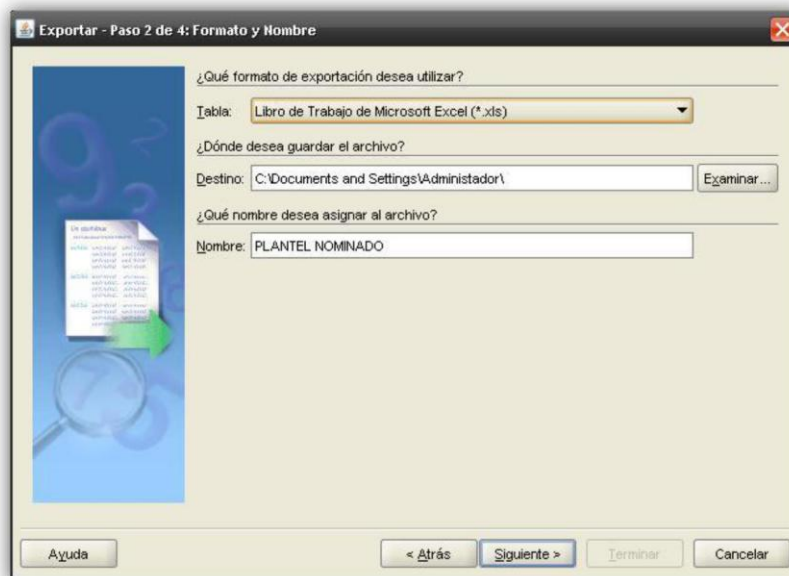 Exportar - Paso 2 de 4: Formato y Nombre
¿Qué formato de exportación desea utilizar?
Tabla: Libro de Trabajo de Microsoft Excel (*.xls)
¿Dónde desea guardar el archivo?
Destino: C:\Documents and Settings\Administador\ Examinar...
¿Qué nombre desea asignar al archivo?
Nombre: PLANTEL NOMINADO
Ayuda < Atrás Siguiente > Terminar Cancelar